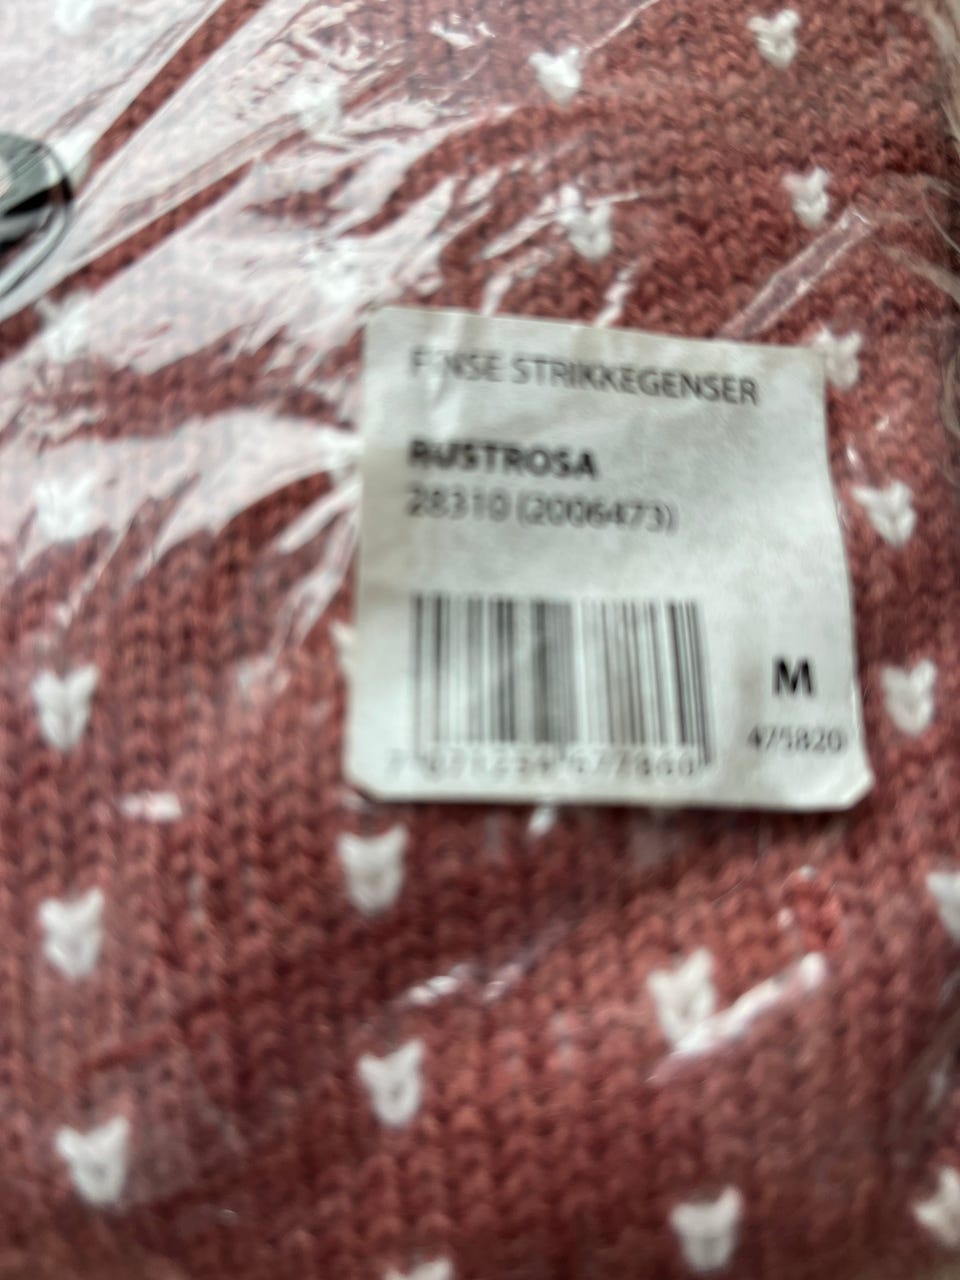 STRIKKEGENSER
RUSTROSA
28310 (2006473)
M
475820